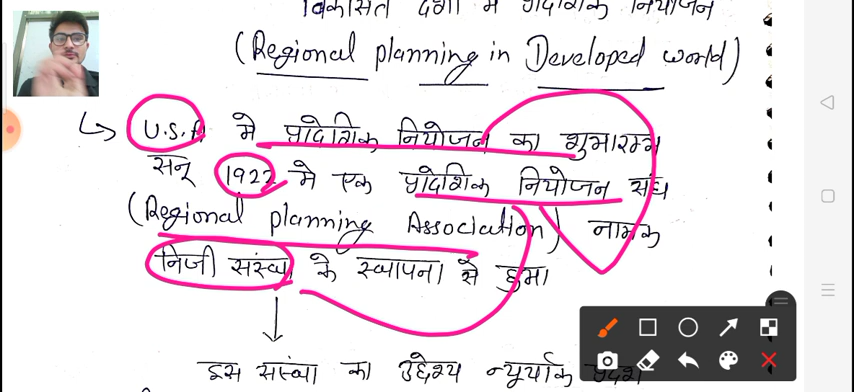 विकसित देशों में प्रादेशिक नियोजन
(Regional planning in Developed world)
↳ U.S.A मे प्रादेशिक नियोजन का शुभारम्भ
सन् 1922 मे एक प्रादेशिक नियोजन संघ
(Regional planning Association) नामक
निजी संस्था के स्थापना से हुआ
इस संस्था का उद्देश्य न्यूयार्क प्रदेश